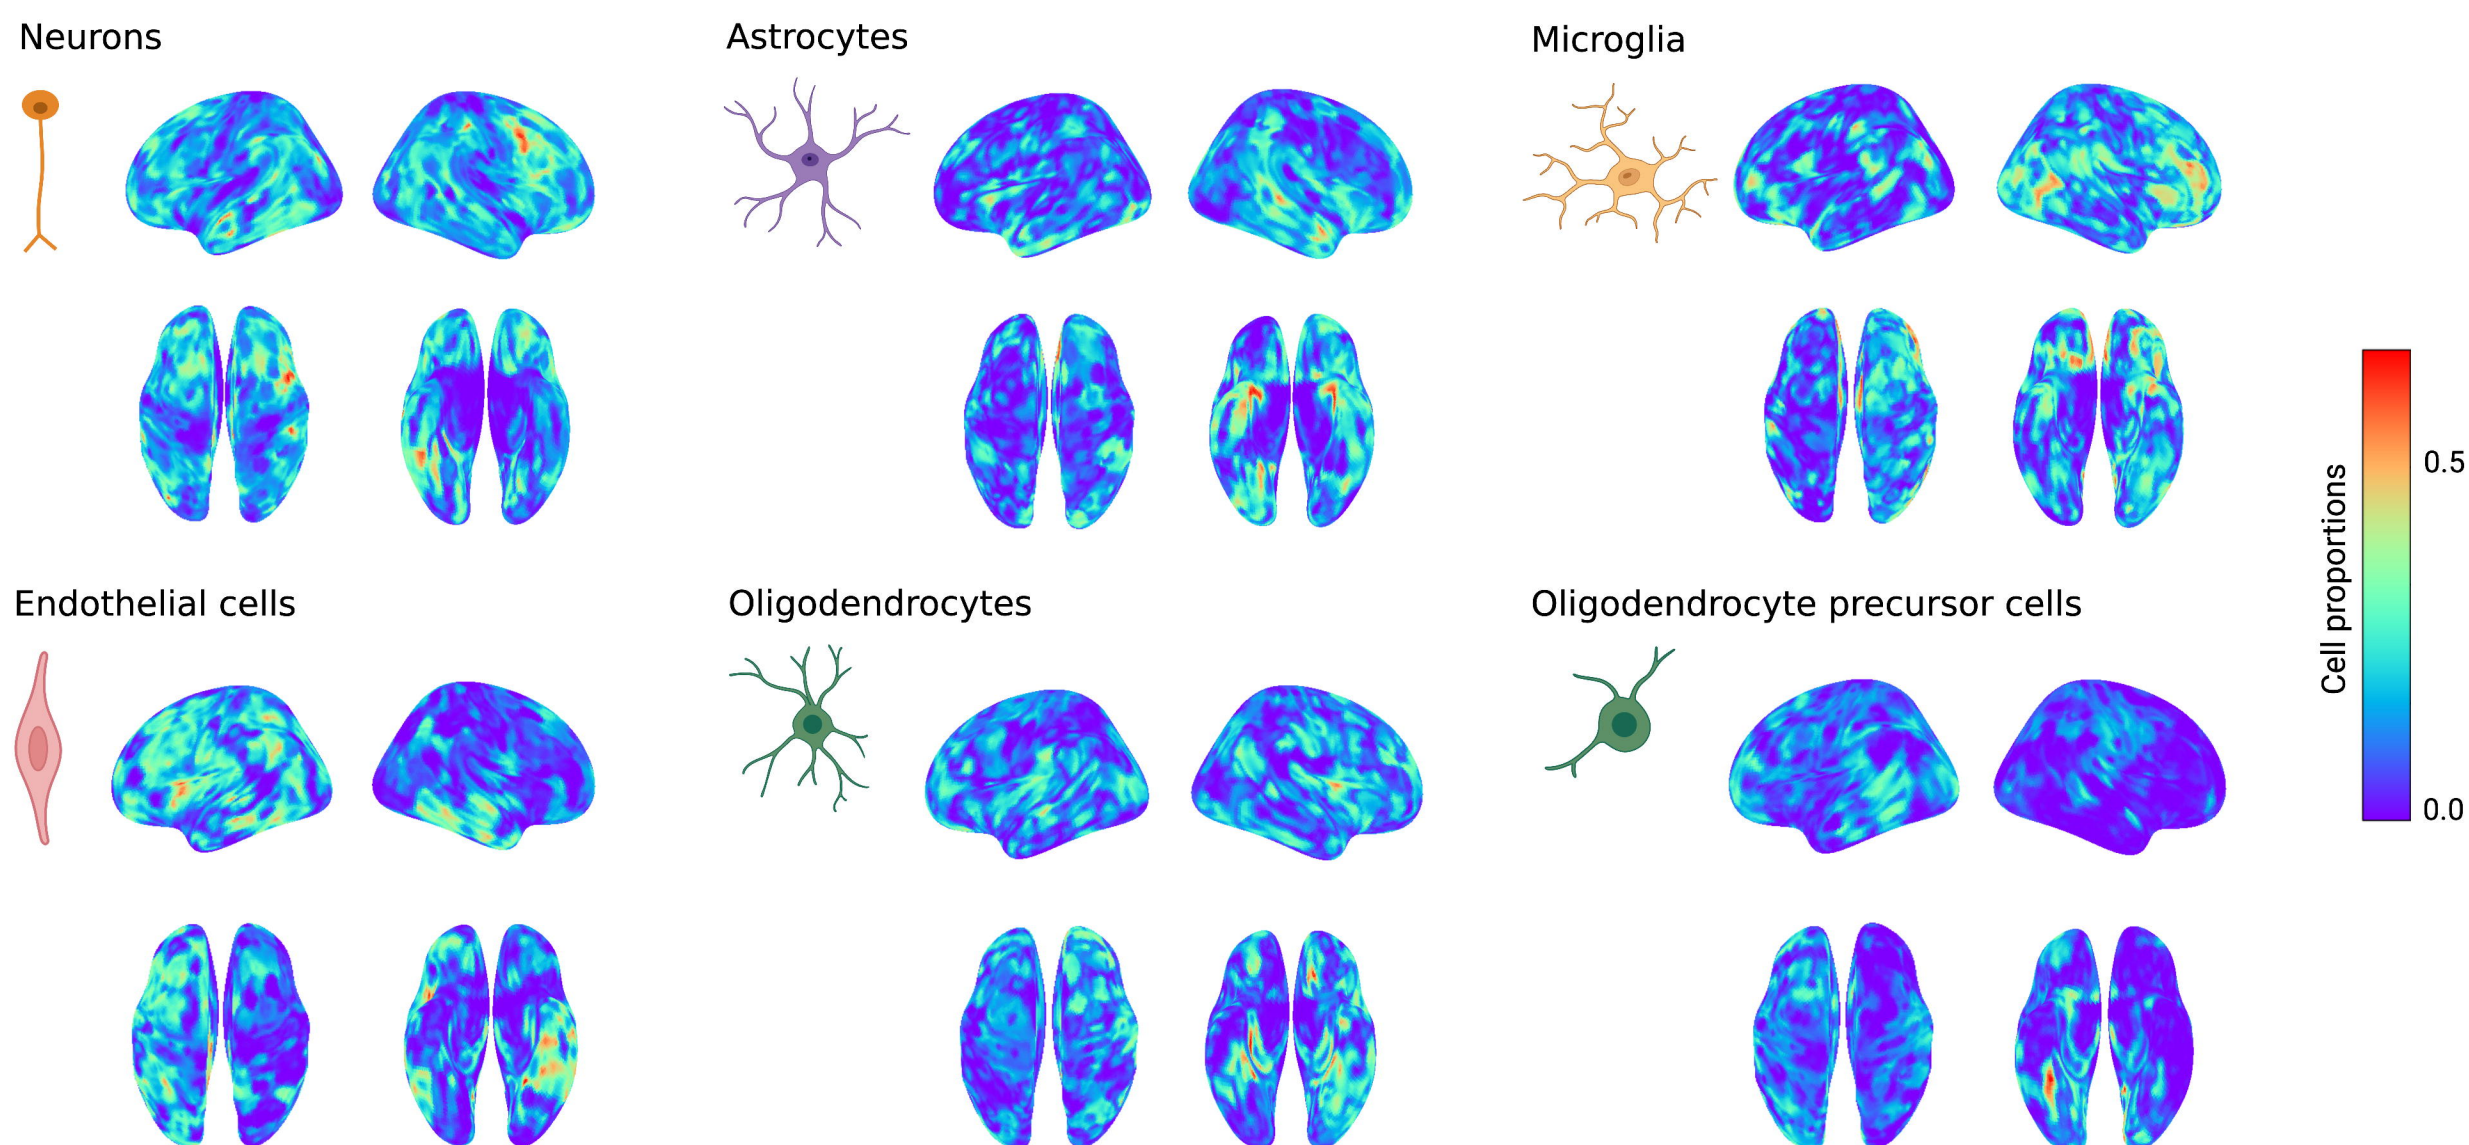 Neurons
Astrocytes
Microglia
Endothelial cells
Oligodendrocytes
Oligodendrocyte precursor cells
Cell proportions
0.5
0.0